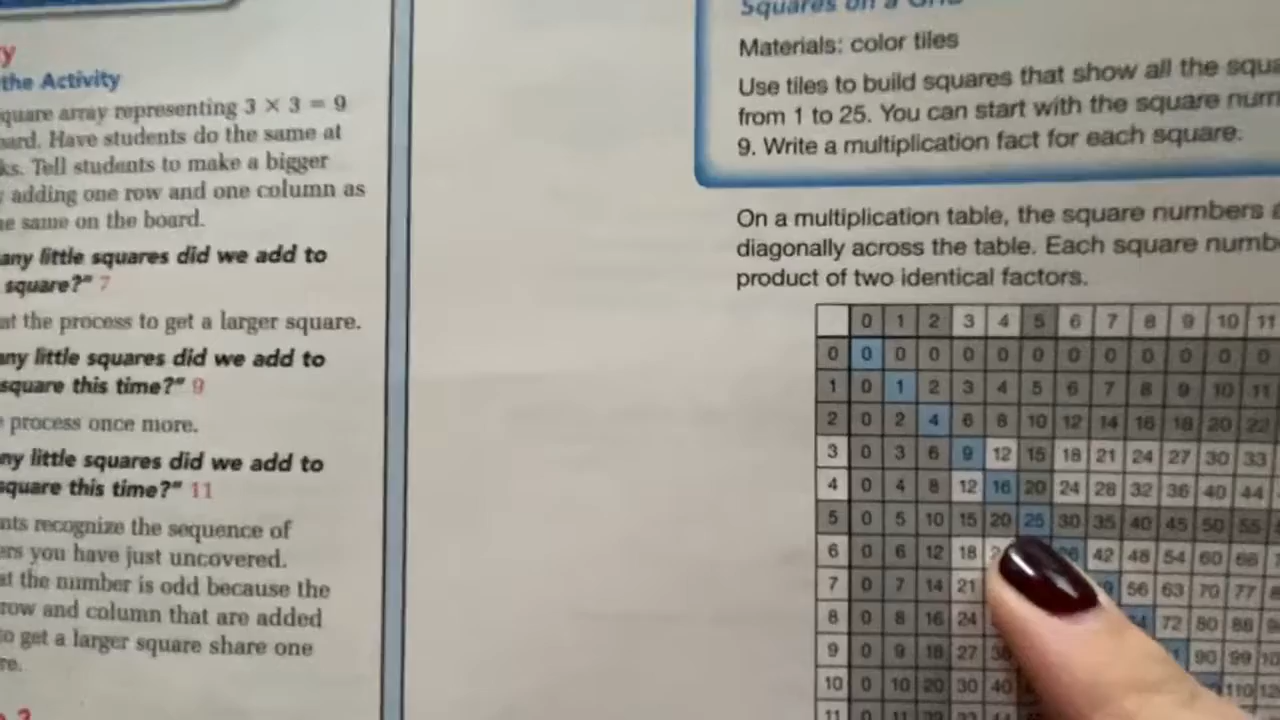 the Activity
square array representing 3 × 3 = 9
Have students do the same at
Tell students to make a bigger
adding one row and one column as
same on the board.
any little squares did we add to
square?" 7
at the process to get a larger square.
any little squares did we add to
square this time?" 9
process once more.
any little squares did we add to
square this time?" 11
nts recognize the sequence of
ers you have just uncovered.
at the number is odd because the
row and column that are added
to get a larger square share one
Squares on a
Materials: color tiles
Use tiles to build squares that show all the
from 1 to 25. You can start with the square
9. Write a multiplication fact for each square.
On a multiplication table, the square numbers
diagonally across the table. Each square
product of two identical factors.
0 1 2 3 4 5 6 7 8 9 10 11
0 0 0 0 0 0 0 0 0 0 0 0 0
1 0 1 2 3 4 5 6 7 8 9 10 11
2 0 2 4 6 8 10 12 14 16 18 20 22
3 0 3 6 9 12 15 18 21 24 27 30 33
4 0 4 8 12 16 20 24 28 32 36 40 44
5 0 5 10 15 20 25 30 35 40 45 50 55
6 0 6 12 18 42 48 54 60 66
7 0 7 14 21 56 63 70 77
8 0 8 16 24 72 80 88
9 0 9 18 27 90 99
10 0 10 20 30 40 110
11 0 11